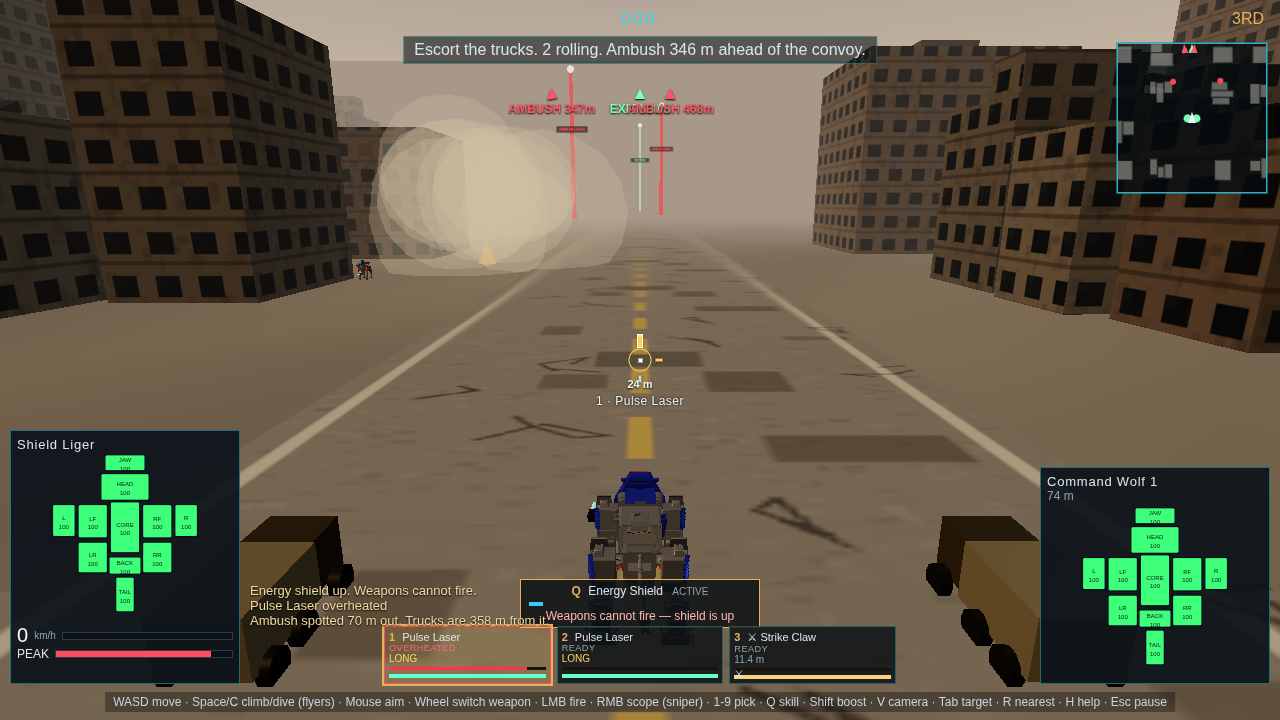 000
3RD
Escort the trucks. 2 rolling. Ambush 346 m ahead of the convoy.
AMBUSH 347m
AMBUSH 468m
24 m
1 · Pulse Laser
Shield Liger
JAW
100
HEAD
100
L
100
LF
100
CORE
100
RF
100
R
100
LR
100
BACK
100
RR
100
TAIL
100
0 km/h
PEAK
Command Wolf 1
74 m
JAW
100
HEAD
100
L
100
LF
100
CORE
100
RF
100
R
100
LR
100
BACK
100
RR
100
TAIL
100
Energy shield up. Weapons cannot fire.
Pulse Laser overheated
Ambush spotted 70 m out. Trucks are 358 m from it.
Q Energy Shield ACTIVE
Weapons cannot fire — shield is up
1 Pulse Laser
OVERHEATED
LONG
2 Pulse Laser
READY
LONG
3 ⚔ Strike Claw
READY
11.4 m
⚔
WASD move · Space/C climb/dive (flyers) · Mouse aim · Wheel switch weapon · LMB fire · RMB scope (sniper) · 1-9 pick · Q skill · Shift boost · V camera · Tab target · R nearest · H help · Esc pause